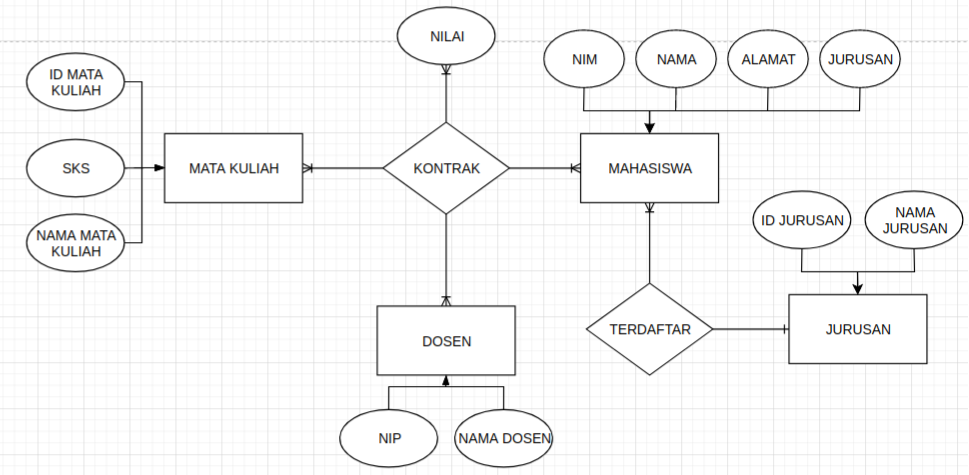 NILAI
NIM
NAMA
ALAMAT
JURUSAN
ID MATA
KULIAH
SKS
NAMA MATA
KULIAH
MATA KULIAH
KONTRAK
MAHASISWA
ID JURUSAN
NAMA
JURUSAN
TERDAFTAR
JURUSAN
DOSEN
NIP
NAMA DOSEN